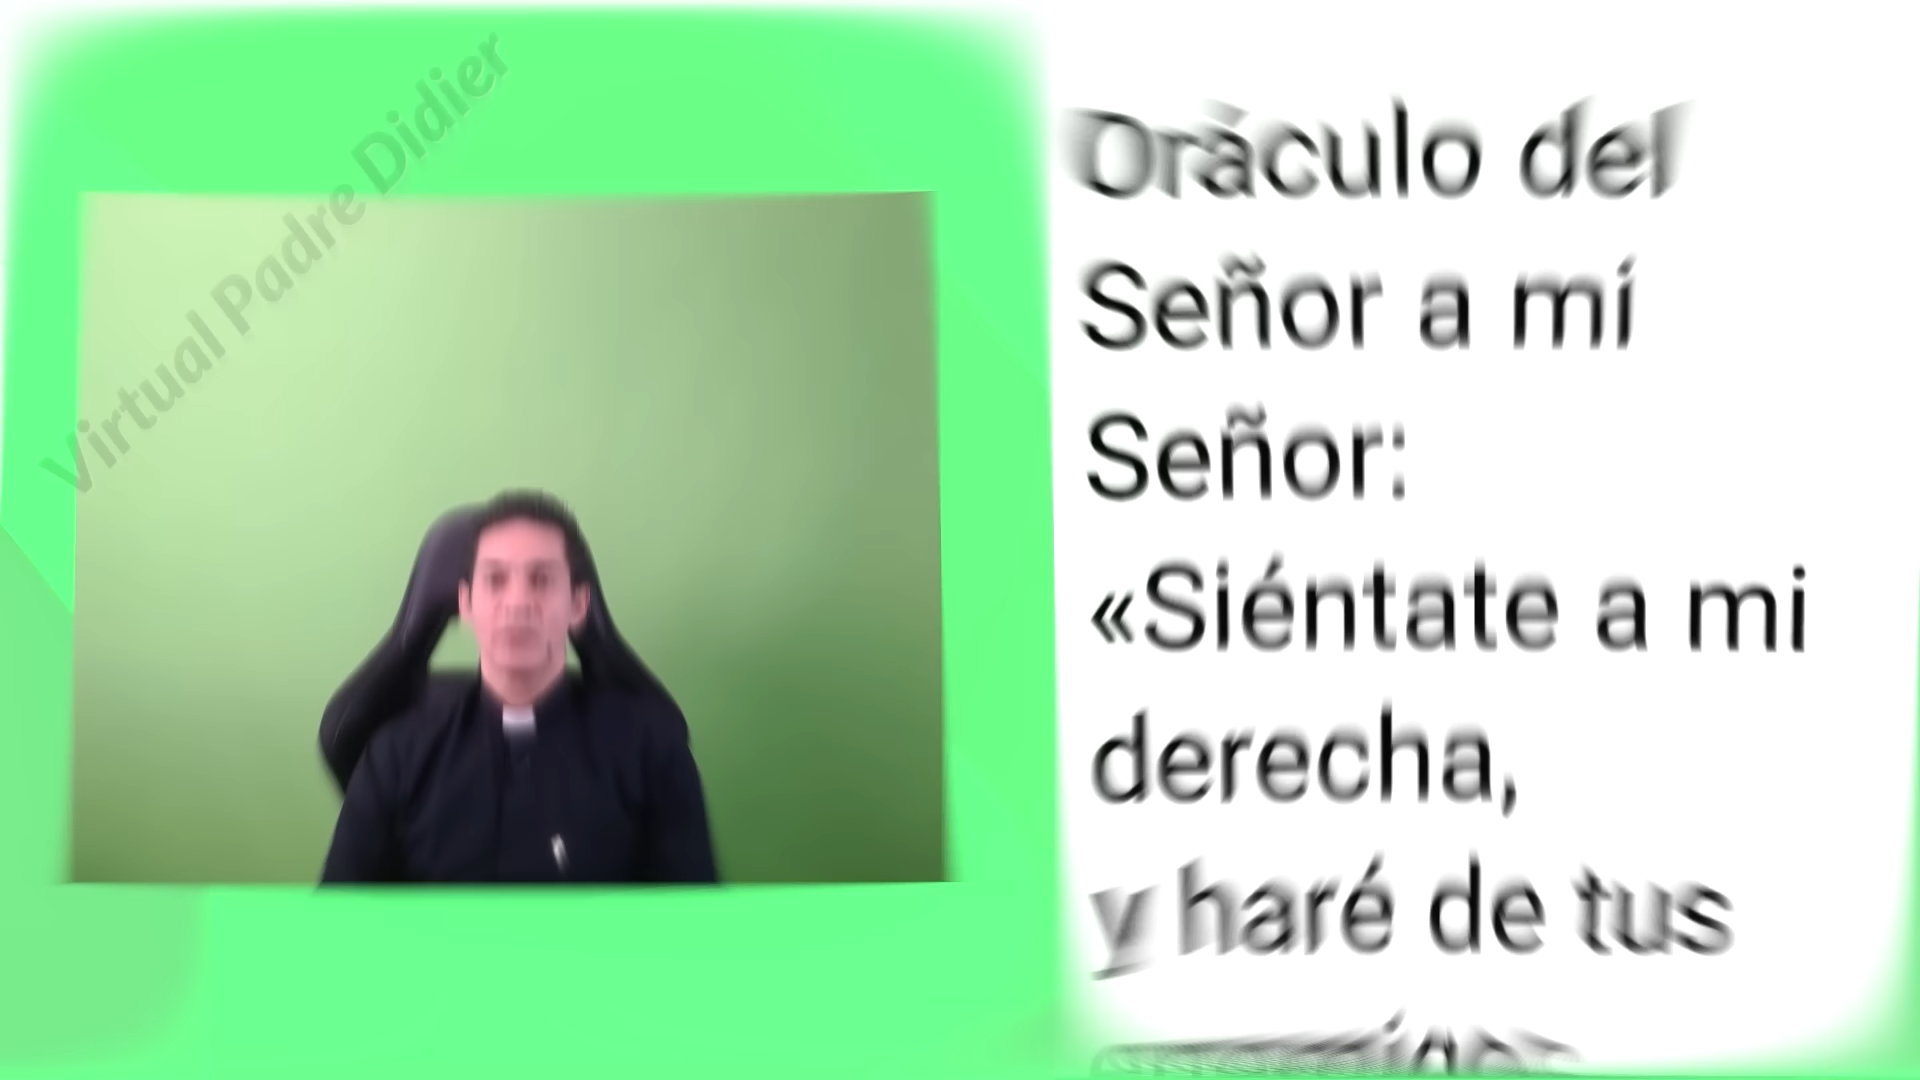 Virtual Padre Didier
Oráculo del
Señor a mi
Señor:
«Siéntate a mi
derecha,
y haré de tus